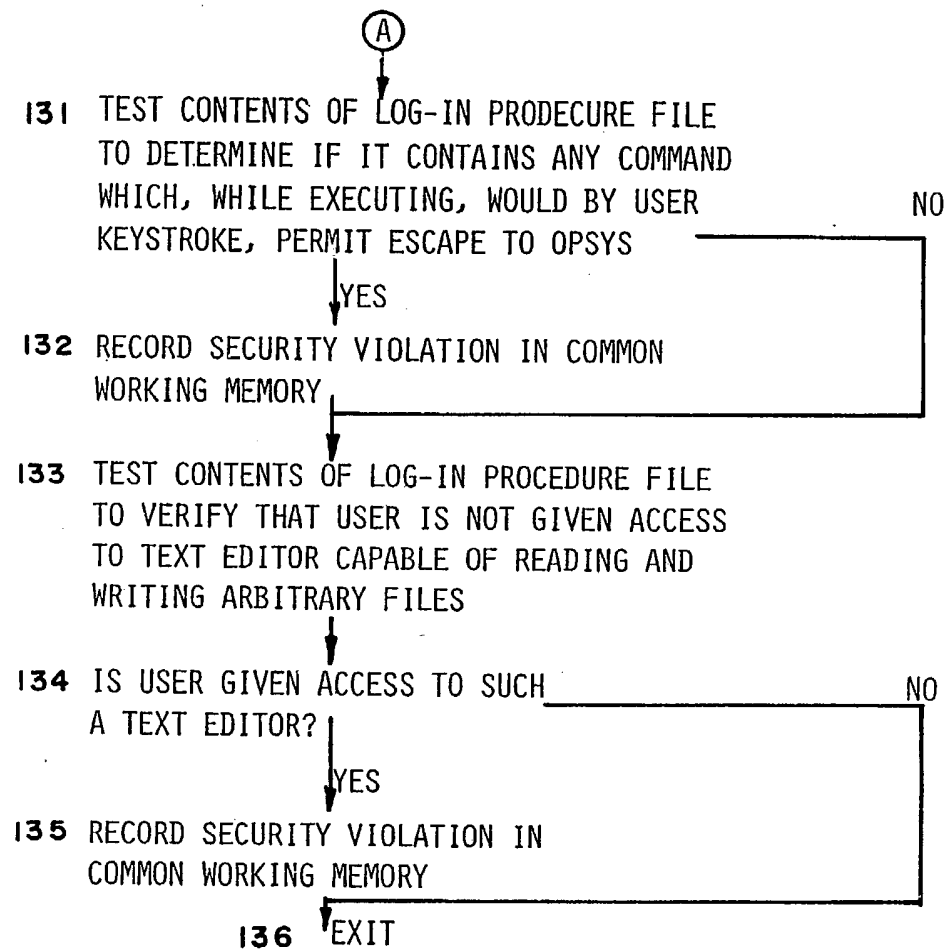 A
131 TEST CONTENTS OF LOG-IN PRODECURE FILE
TO DETERMINE IF IT CONTAINS ANY COMMAND
WHICH, WHILE EXECUTING, WOULD BY USER NO
KEYSTROKE, PERMIT ESCAPE TO OPSYS
YES
132 RECORD SECURITY VIOLATION IN COMMON
WORKING MEMORY
133 TEST CONTENTS OF LOG-IN PROCEDURE FILE
TO VERIFY THAT USER IS NOT GIVEN ACCESS
TO TEXT EDITOR CAPABLE OF READING AND
WRITING ARBITRARY FILES
134 IS USER GIVEN ACCESS TO SUCH NO
A TEXT EDITOR?
YES
135 RECORD SECURITY VIOLATION IN
COMMON WORKING MEMORY
136 EXIT